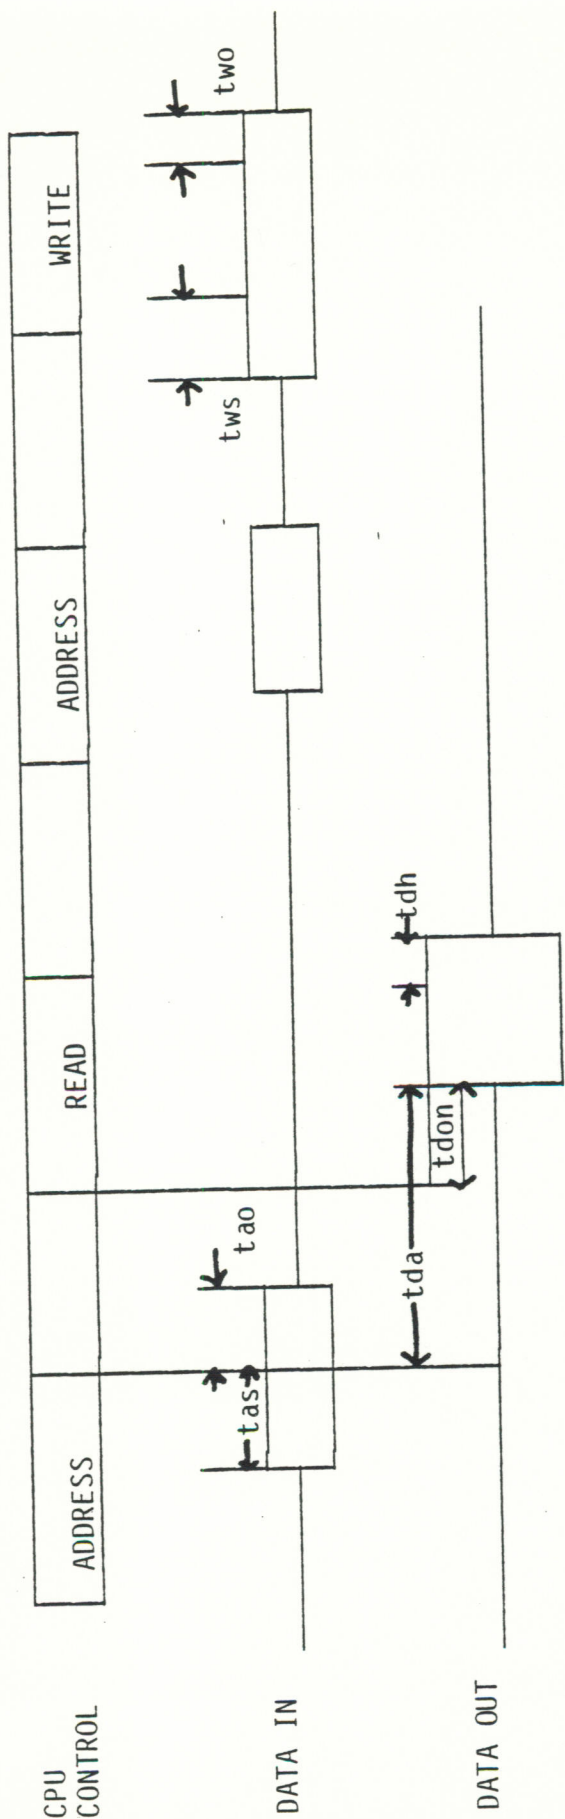 CPU
CONTROL
ADDRESS
READ
ADDRESS
WRITE
DATA IN
tas
tao
tws
two
DATA OUT
tda
tdon
tdh